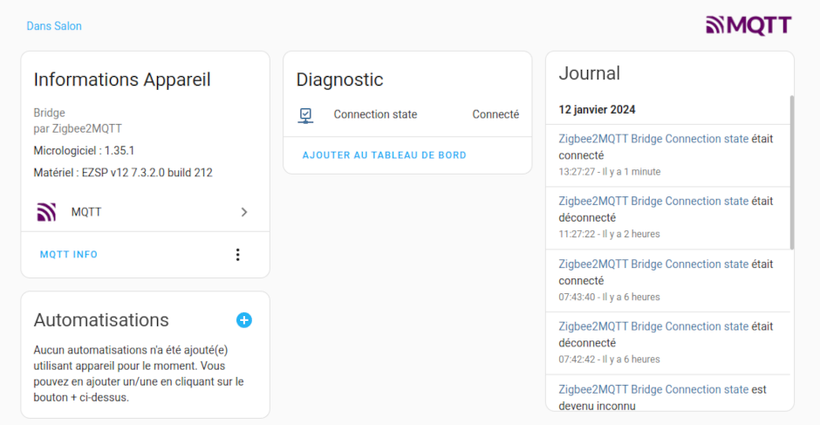 Dans Salon
MQTT
Informations Appareil
Bridge
par Zigbee2MQTT
Micrologiciel : 1.35.1
Matériel : EZSP v12 7.3.2.0 build 212
MQTT
MQTT INFO
Automatisations
Aucun automatisations n'a été ajouté(e)
utilisant appareil pour le moment. Vous
pouvez en ajouter un/une en cliquant sur le
bouton + ci-dessus.
Diagnostic
Connection state Connecté
AJOUTER AU TABLEAU DE BORD
Journal
12 janvier 2024
Zigbee2MQTT Bridge Connection state était
connecté
13:27:27 - Il y a 1 minute
Zigbee2MQTT Bridge Connection state était
déconnecté
11:27:22 - Il y a 2 heures
Zigbee2MQTT Bridge Connection state était
connecté
07:43:40 - Il y a 6 heures
Zigbee2MQTT Bridge Connection state était
déconnecté
07:42:42 - Il y a 6 heures
Zigbee2MQTT Bridge Connection state est
devenu inconnu